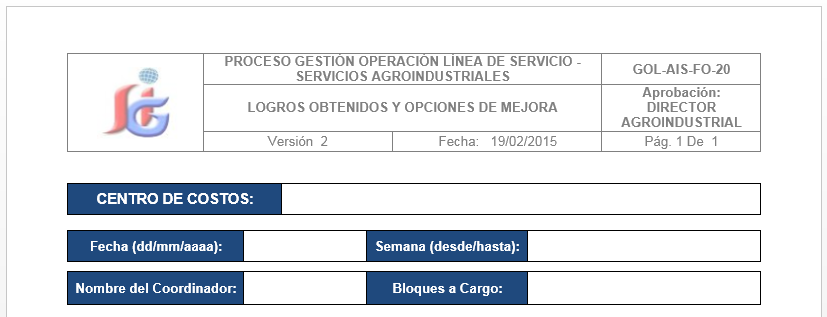 PROCESO GESTIÓN OPERACIÓN LÍNEA DE SERVICIO -
SERVICIOS AGROINDUSTRIALES
GOL-AIS-FO-20
LOGROS OBTENIDOS Y OPCIONES DE MEJORA
Aprobación:
DIRECTOR
AGROINDUSTRIAL
Versión 2
Fecha: 19/02/2015
Pág. 1 De 1
CENTRO DE COSTOS:
Fecha (dd/mm/aaaa):
Semana (desde/hasta):
Nombre del Coordinador:
Bloques a Cargo: